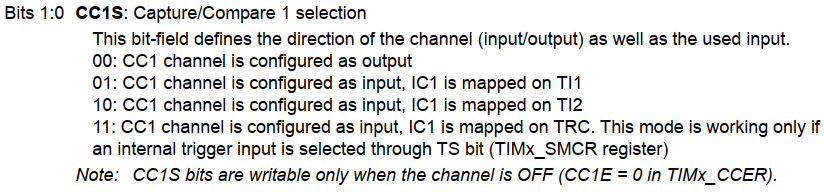 Bits 1:0 CC1S: Capture/Compare 1 selection
This bit-field defines the direction of the channel (input/output) as well as the used input.
00: CC1 channel is configured as output
01: CC1 channel is configured as input, IC1 is mapped on TI1
10: CC1 channel is configured as input, IC1 is mapped on TI2
11: CC1 channel is configured as input, IC1 is mapped on TRC. This mode is working only if
an internal trigger input is selected through TS bit (TIMx_SMCR register)
Note: CC1S bits are writable only when the channel is OFF (CC1E = 0 in TIMx_CCER).